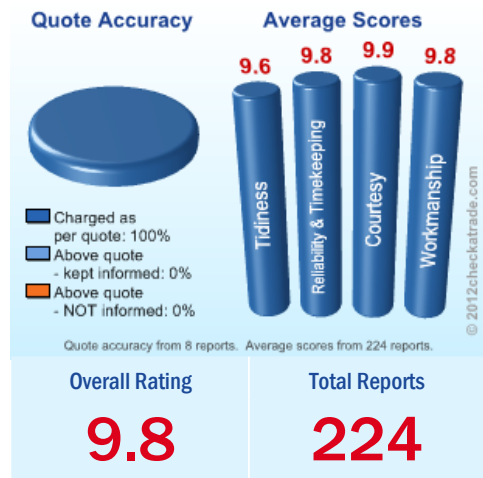 Quote Accuracy
Average Scores
9.6
9.8
9.9
9.8
Tidiness
Reliability & Timekeeping
Courtesy
Workmanship
Charged as
per quote: 100%
Above quote
- kept informed: 0%
Above quote
- NOT informed: 0%
© 2012checkatrade.com
Quote accuracy from 8 reports. Average scores from 224 reports.
Overall Rating
9.8
Total Reports
224